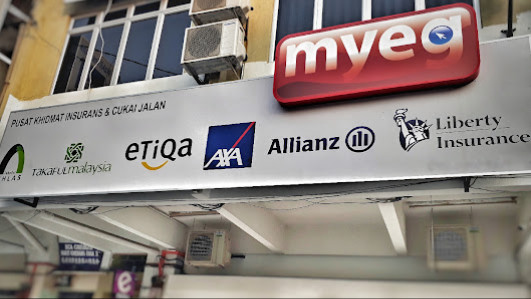 myeg
PUSAT KHIDMAT INSURANS & CUKAI JALAN
TAKAFULmalaysia
eTiQa
AXA
Allianz
Liberty
Insurance